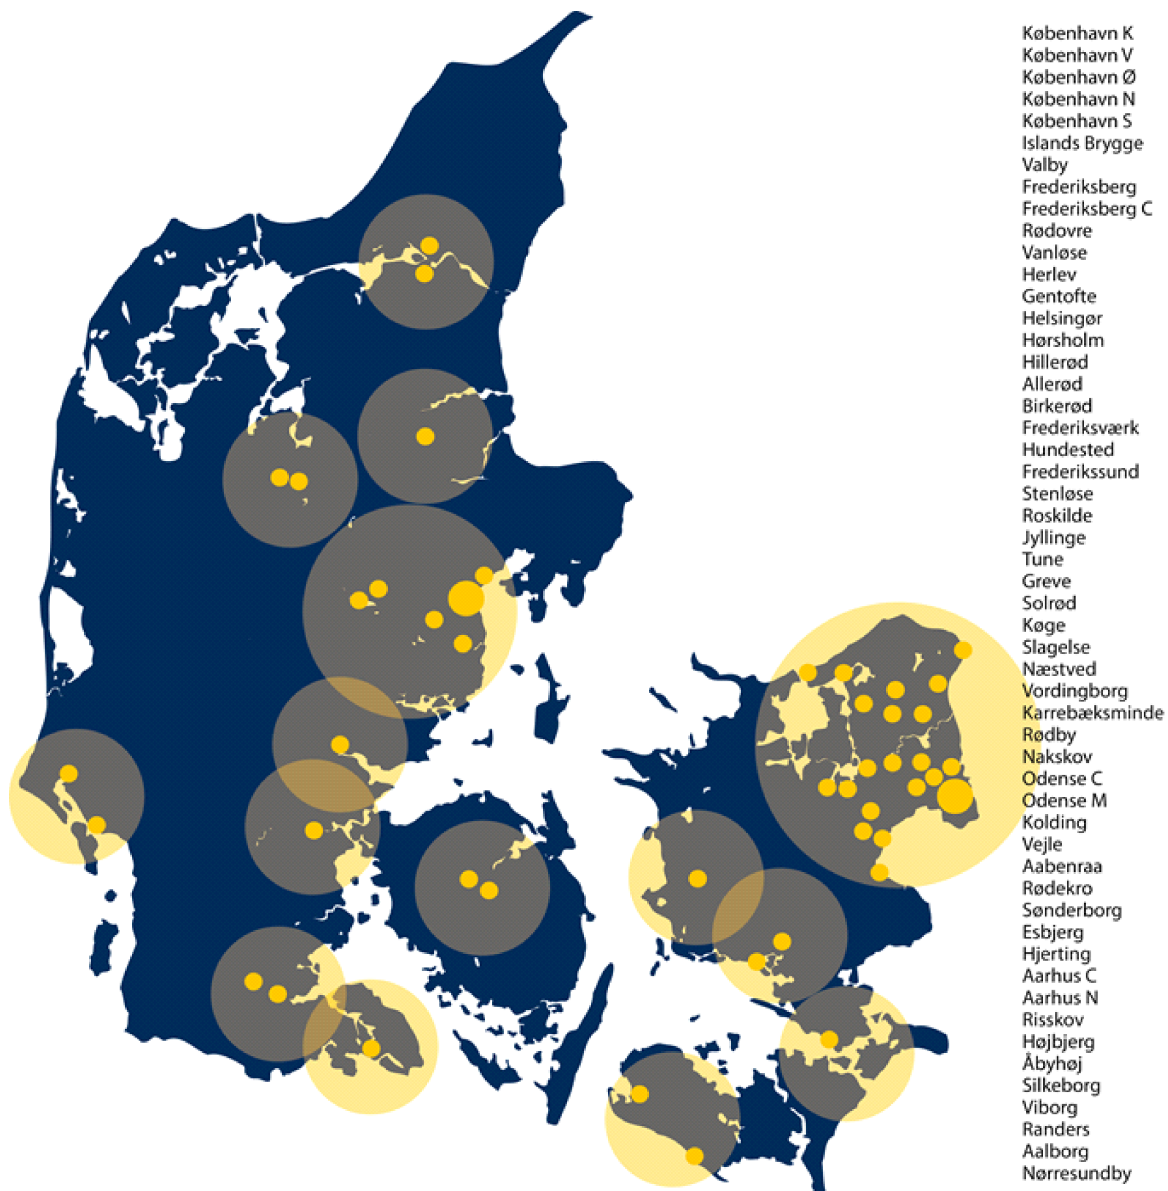 København K
København V
København Ø
København N
København S
Islands Brygge
Valby
Frederiksberg
Frederiksberg C
Rødovre
Vanløse
Herlev
Gentofte
Helsingør
Hørsholm
Hillerød
Allerød
Birkerød
Frederiksværk
Hundested
Frederikssund
Stenløse
Roskilde
Jyllinge
Tune
Greve
Solrød
Køge
Slagelse
Næstved
Vordingborg
Karrebæksminde
Rødby
Nakskov
Odense C
Odense M
Kolding
Vejle
Aabenraa
Rødekro
Sønderborg
Esbjerg
Hjerting
Aarhus C
Aarhus N
Risskov
Højbjerg
Åbyhøj
Silkeborg
Viborg
Randers
Aalborg
Nørresundby